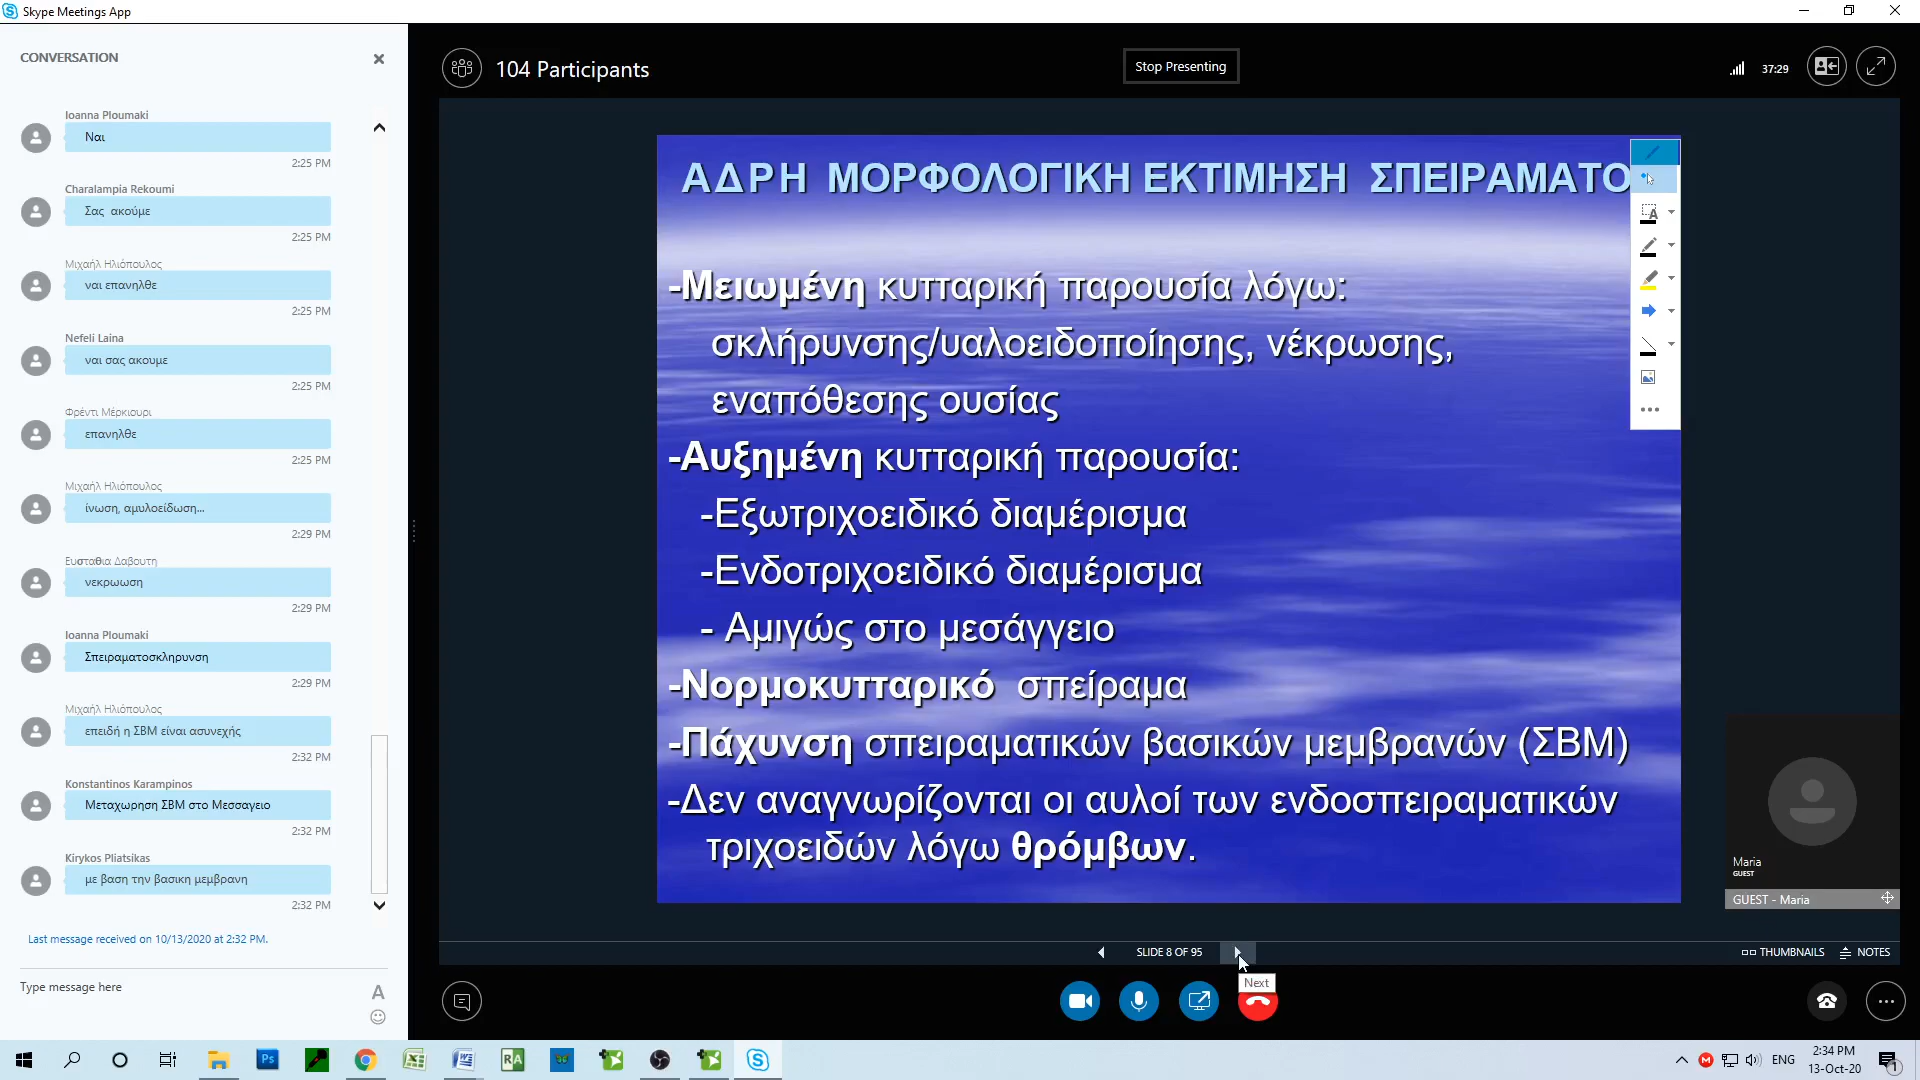 Skype Meetings App
CONVERSATION
Ioanna Ploumaki
Ναι
2:25 PM
Charalampia Rekoumi
Σας ακούμε
2:25 PM
Μιχαήλ Ηλιόπουλος
ναι επανηλθε
2:25 PM
Nefeli Laina
ναι σας ακουμε
2:25 PM
Φρέντι Μέρκιουρι
επανηλθε
2:25 PM
Μιχαήλ Ηλιόπουλος
ίνωση, αμυλοείδωση...
2:29 PM
Ευσταθια Δαβουτη
νεκρωωση
2:29 PM
Ioanna Ploumaki
Σπειραματοσκληρυνση
2:29 PM
Μιχαήλ Ηλιόπουλος
επειδή η ΣΒΜ είναι ασυνεχής
2:32 PM
Konstantinos Karampinos
Μεταχωρηση ΣΒΜ στο Μεσσαγειο
2:32 PM
Kirykos Pliatsikas
με βαση την βασικη μεμβρανη
2:32 PM
Last message received on 10/13/2020 at 2:32 PM.
Type message here
A
104 Participants
Stop Presenting
37:29
ΑΔΡΗ ΜΟΡΦΟΛΟΓΙΚΗ ΕΚΤΙΜΗΣΗ ΣΠΕΙΡΑΜΑΤΟ
-Μειωμένη κυτταρική παρουσία λόγω:
σκλήρυνσης/υαλοειδοποίησης, νέκρωσης,
εναπόθεσης ουσίας
-Αυξημένη κυτταρική παρουσία:
-Εξωτριχοειδικό διαμέρισμα
-Ενδοτριχοειδικό διαμέρισμα
- Αμιγώς στο μεσάγγειο
-Νορμοκυτταρικό σπείραμα
-Πάχυνση σπειραματικών βασικών μεμβρανών (ΣΒΜ)
-Δεν αναγνωρίζονται οι αυλοί των ενδοσπειραματικών
τριχοειδών λόγω θρόμβων.
Maria
GUEST
GUEST - Maria
SLIDE 8 OF 95
THUMBNAILS
NOTES
Next
ENG
2:34 PM
13-Oct-20